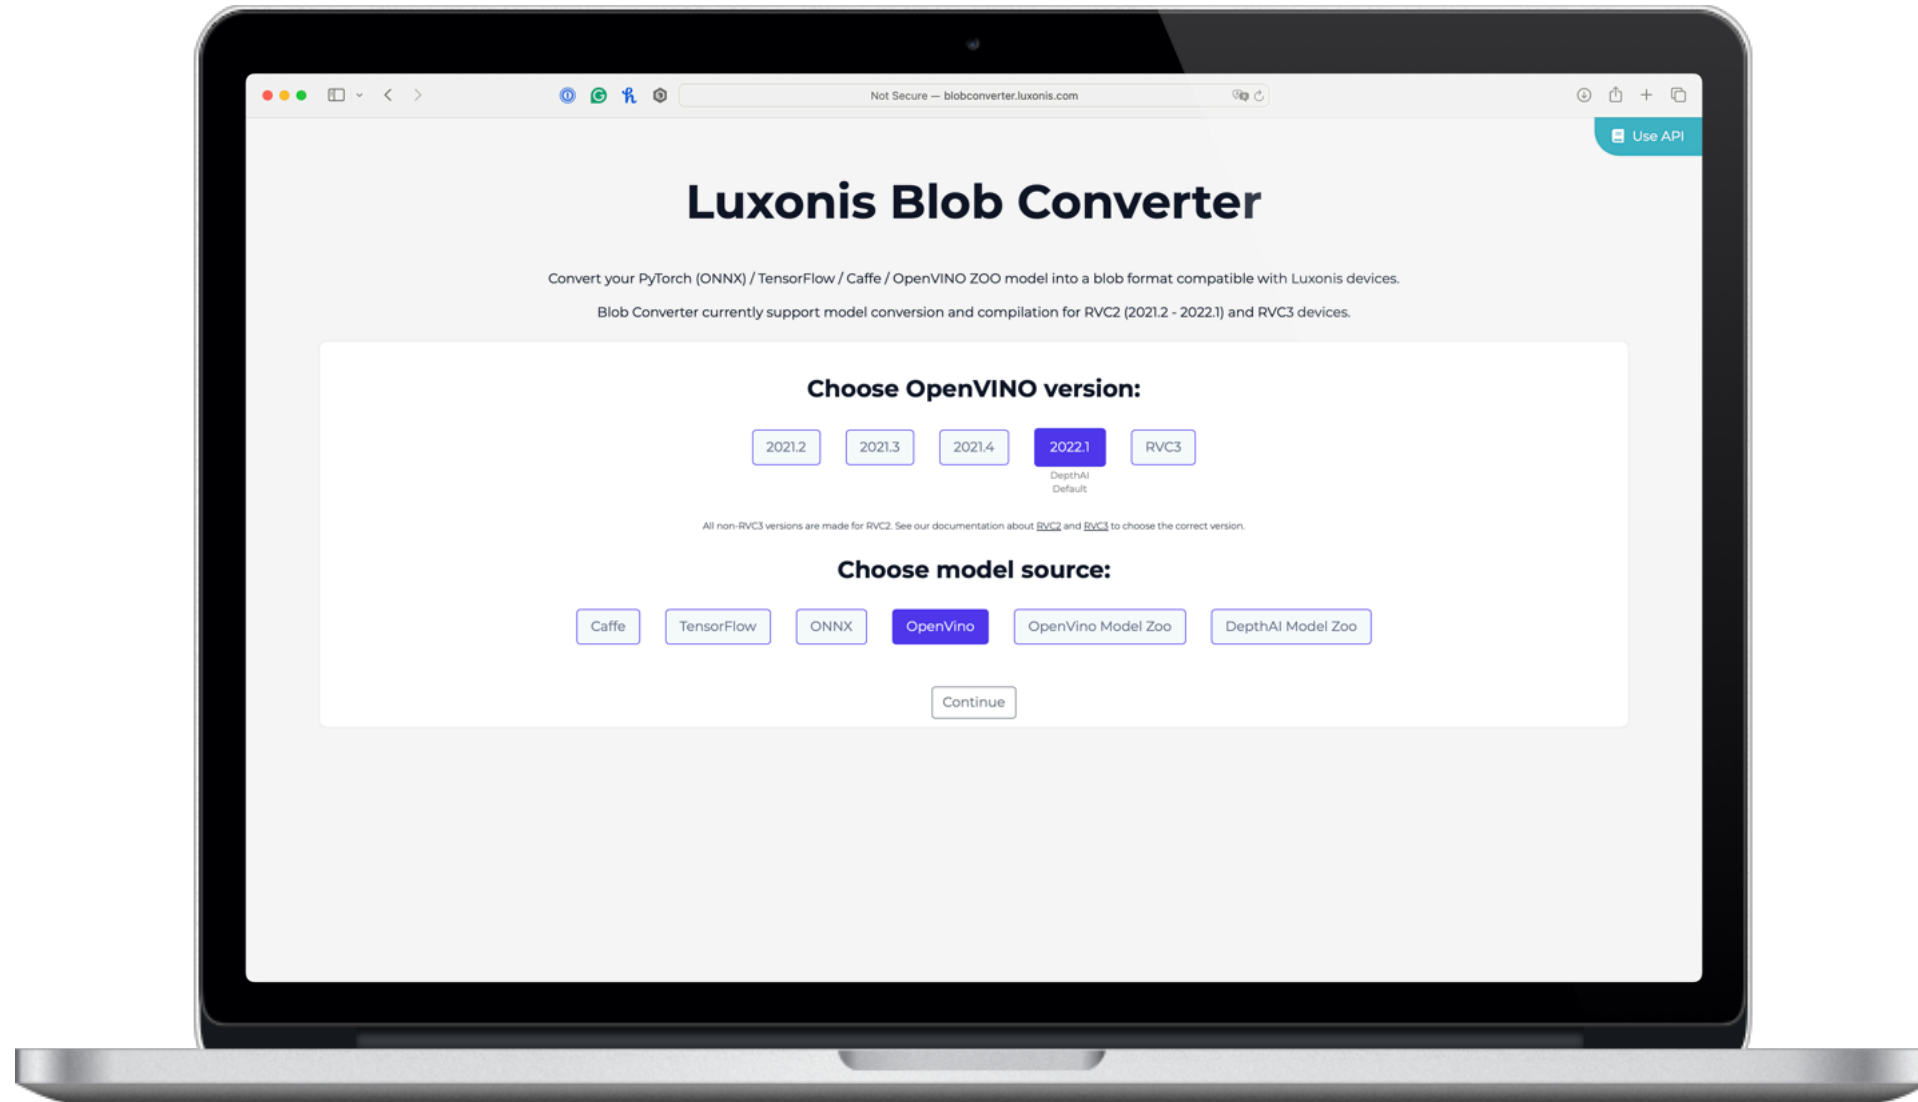 Not Secure — blobconverter.luxonis.com
Use API
Luxonis Blob Converter
Convert your PyTorch (ONNX) / TensorFlow / Caffe / OpenVINO ZOO model into a blob format compatible with Luxonis devices.
Blob Converter currently support model conversion and compilation for RVC2 (2021.2 - 2022.1) and RVC3 devices.
Choose OpenVINO version:
2021.2 2021.3 2021.4 2022.1 RVC3
DepthAI
Default
All non-RVC3 versions are made for RVC2. See our documentation about RVC2 and RVC3 to choose the correct version.
Choose model source:
Caffe TensorFlow ONNX OpenVino OpenVino Model Zoo DepthAI Model Zoo
Continue